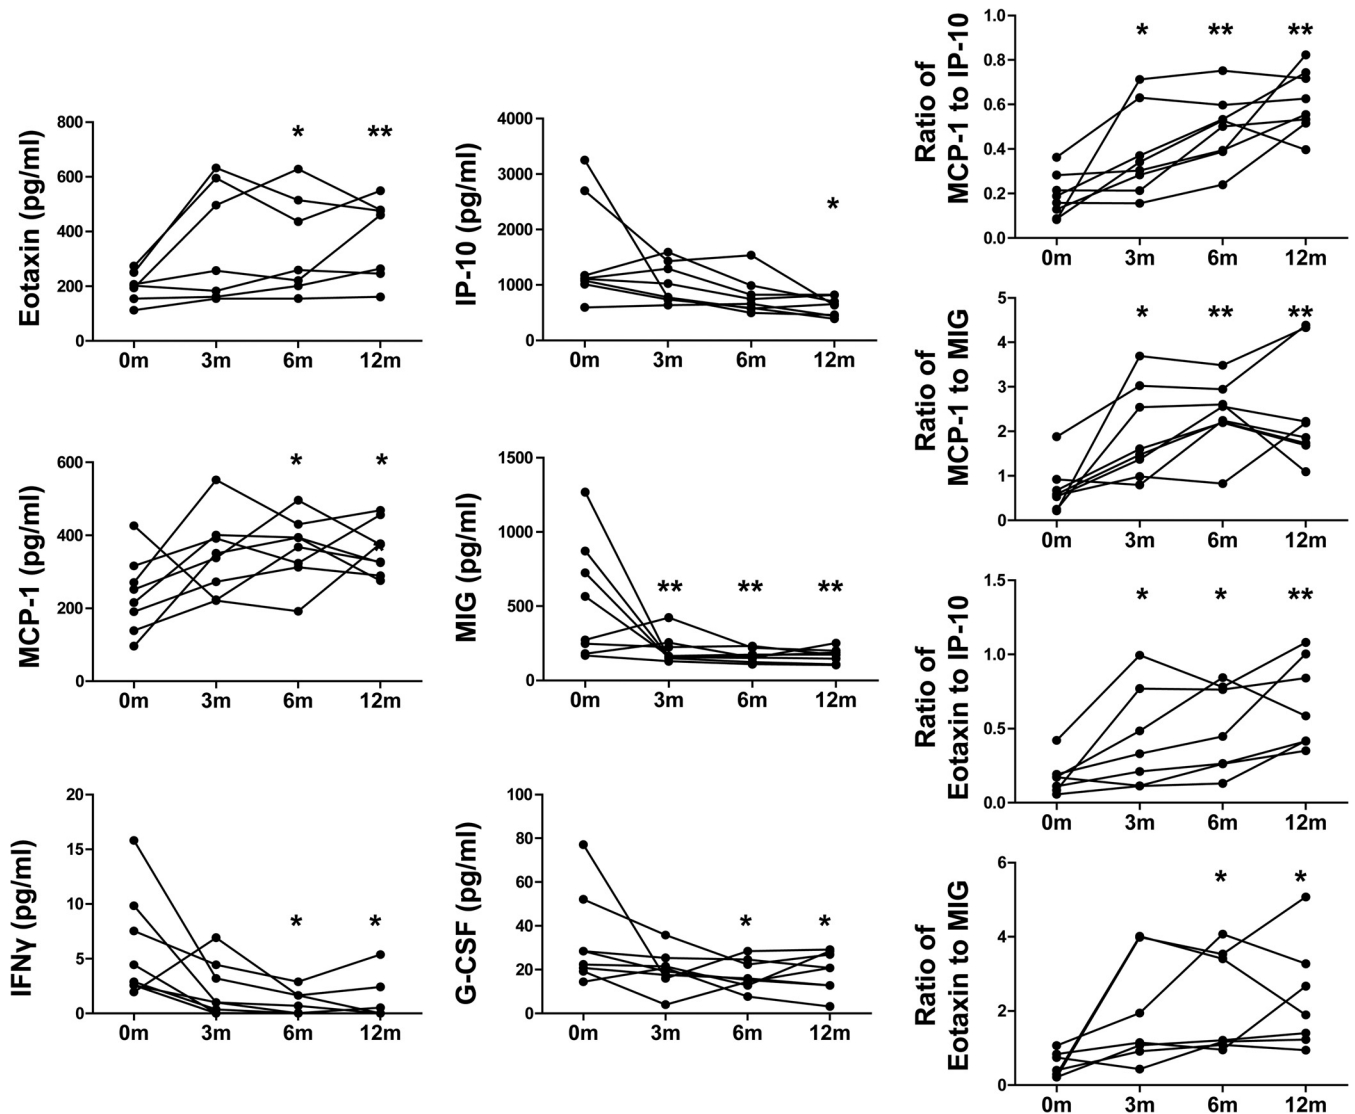 Eotaxin (pg/ml)
800
600
400
200
0
* **
0m 3m 6m 12m
IP-10 (pg/ml)
4000
3000
2000
1000
0
*
0m 3m 6m 12m
Ratio of
MCP-1 to IP-10
1.0
0.8
0.6
0.4
0.2
0.0
* ** **
0m 3m 6m 12m
MCP-1 (pg/ml)
600
400
200
0
* *
0m 3m 6m 12m
MIG (pg/ml)
1500
1000
500
0
** ** **
0m 3m 6m 12m
Ratio of
MCP-1 to MIG
5
4
3
2
1
0
* ** **
0m 3m 6m 12m
Ratio of
Eotaxin to IP-10
1.5
1.0
0.5
0.0
* * **
0m 3m 6m 12m
IFNγ (pg/ml)
20
15
10
5
0
* *
0m 3m 6m 12m
G-CSF (pg/ml)
100
80
60
40
20
0
* *
0m 3m 6m 12m
Ratio of
Eotaxin to MIG
6
4
2
0
* *
0m 3m 6m 12m